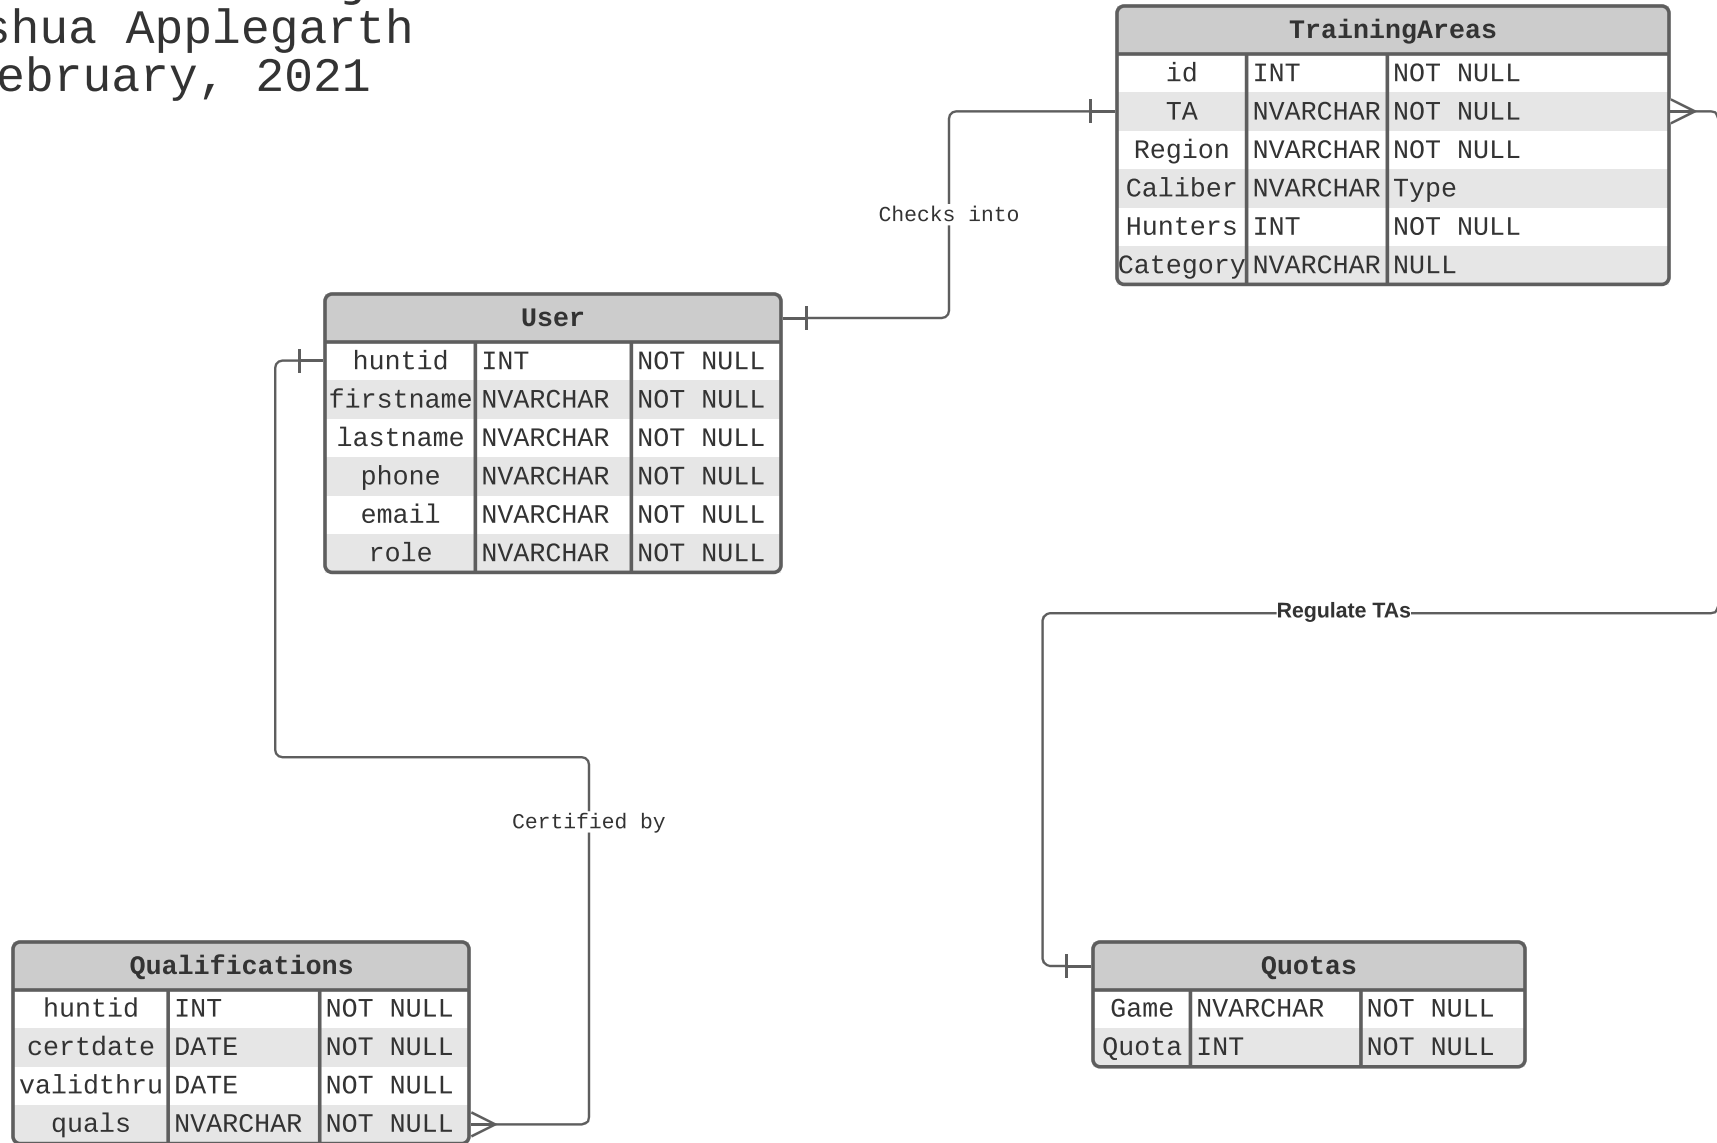 shua Applegarth
ebruary, 2021
TrainingAreas
id INT NOT NULL
TA NVARCHAR NOT NULL
Region NVARCHAR NOT NULL
Caliber NVARCHAR Type
Hunters INT NOT NULL
Category NVARCHAR NULL
Checks into
User
huntid INT NOT NULL
firstname NVARCHAR NOT NULL
lastname NVARCHAR NOT NULL
phone NVARCHAR NOT NULL
email NVARCHAR NOT NULL
role NVARCHAR NOT NULL
Regulate TAs
Certified by
Qualifications
huntid INT NOT NULL
certdate DATE NOT NULL
validthru DATE NOT NULL
quals NVARCHAR NOT NULL
Quotas
Game NVARCHAR NOT NULL
Quota INT NOT NULL